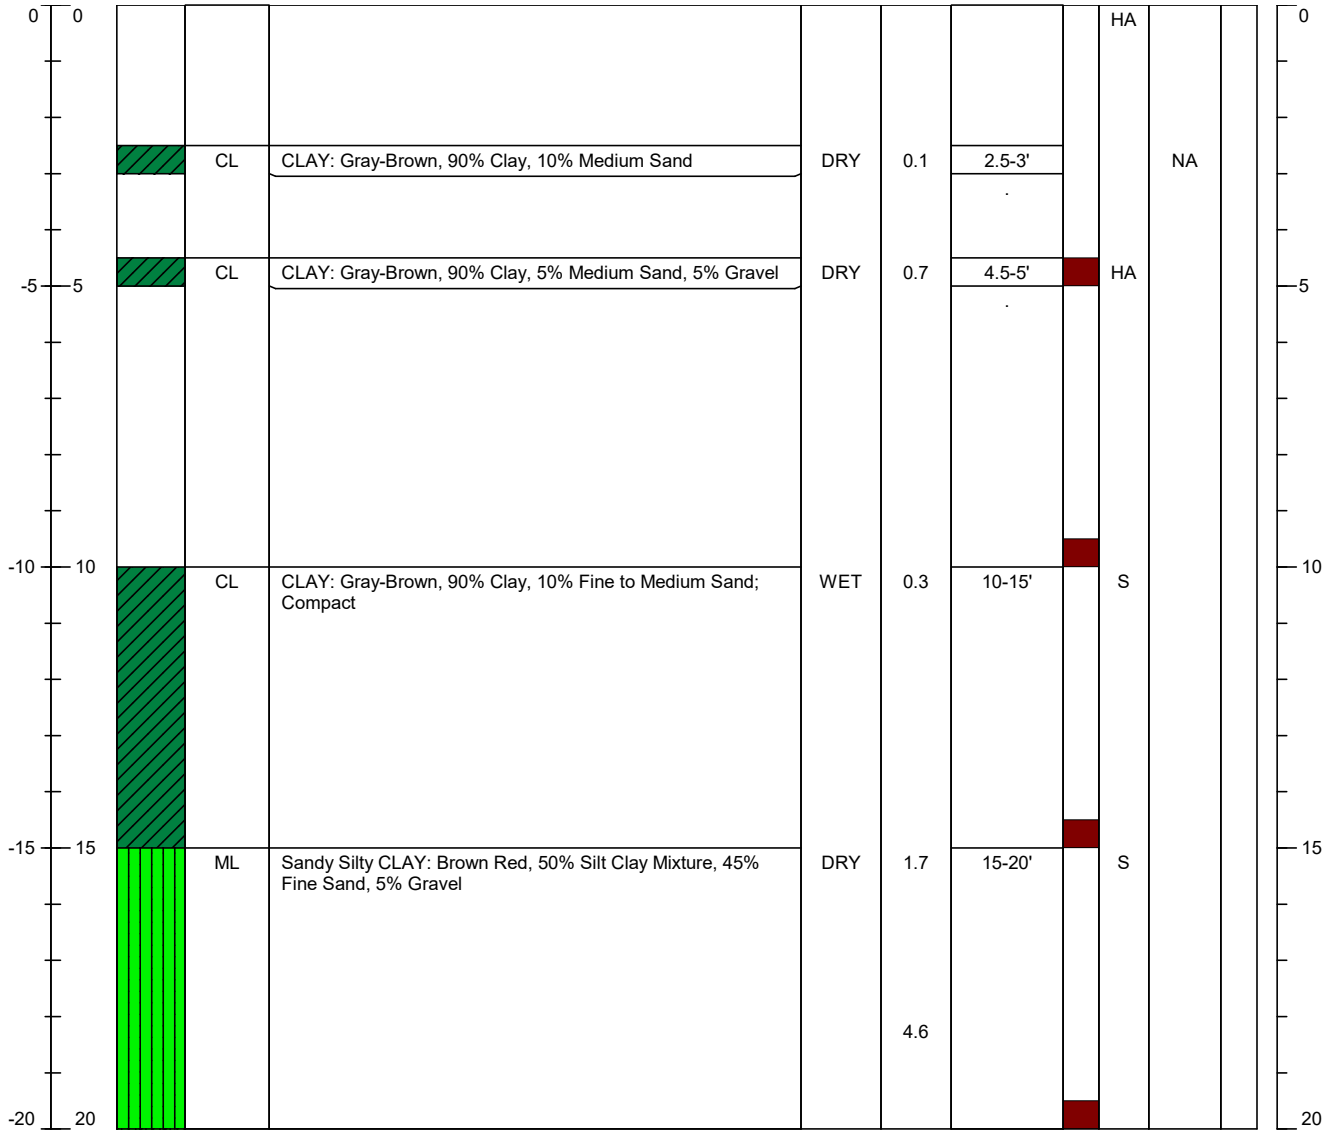 0 0 HA 0
CL CLAY: Gray-Brown, 90% Clay, 10% Medium Sand DRY 0.1 2.5-3' NA
.
CL CLAY: Gray-Brown, 90% Clay, 5% Medium Sand, 5% Gravel DRY 0.7 4.5-5' HA
-5 5 5
.
-10 10 10
CL CLAY: Gray-Brown, 90% Clay, 10% Fine to Medium Sand; WET 0.3 10-15' S
Compact
-15 15 15
ML Sandy Silty CLAY: Brown Red, 50% Silt Clay Mixture, 45% DRY 1.7 15-20' S
Fine Sand, 5% Gravel
4.6
-20 20 20